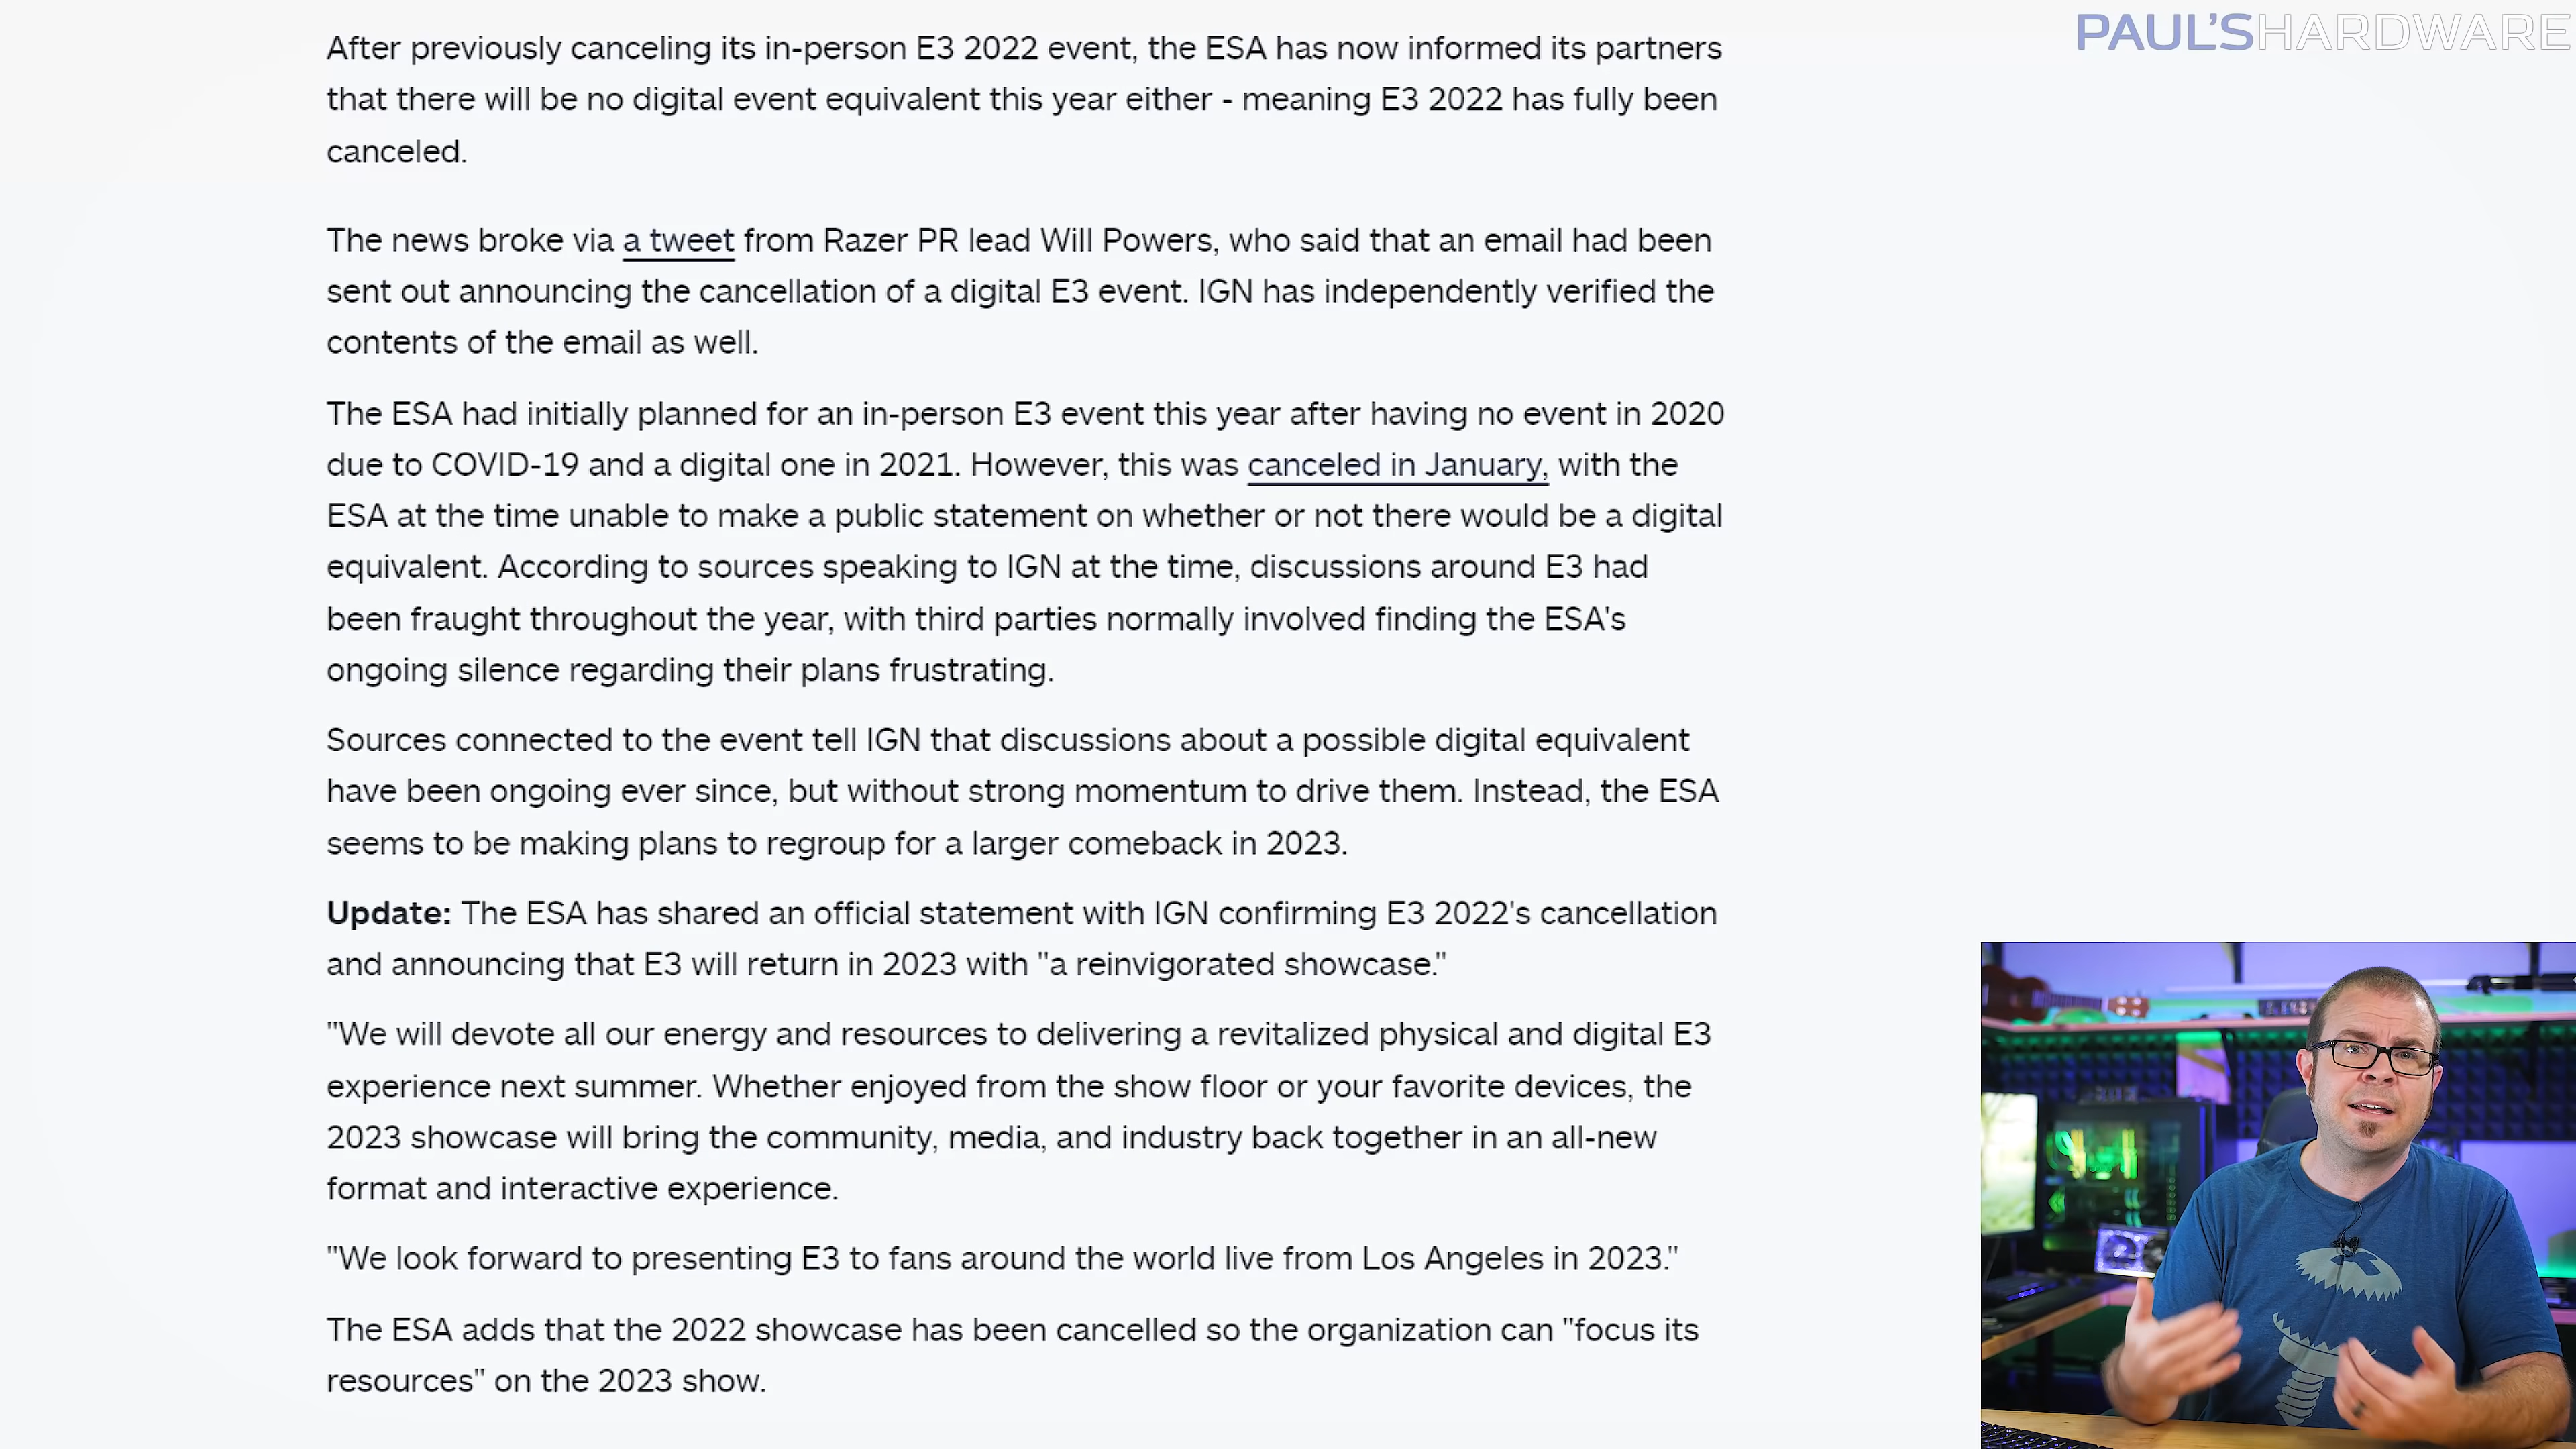 PAUL'SHARDWARE
After previously canceling its in-person E3 2022 event, the ESA has now informed its partners
that there will be no digital event equivalent this year either - meaning E3 2022 has fully been
canceled.
The news broke via a tweet from Razer PR lead Will Powers, who said that an email had been
sent out announcing the cancellation of a digital E3 event. IGN has independently verified the
contents of the email as well.
The ESA had initially planned for an in-person E3 event this year after having no event in 2020
due to COVID-19 and a digital one in 2021. However, this was canceled in January, with the
ESA at the time unable to make a public statement on whether or not there would be a digital
equivalent. According to sources speaking to IGN at the time, discussions around E3 had
been fraught throughout the year, with third parties normally involved finding the ESA's
ongoing silence regarding their plans frustrating.
Sources connected to the event tell IGN that discussions about a possible digital equivalent
have been ongoing ever since, but without strong momentum to drive them. Instead, the ESA
seems to be making plans to regroup for a larger comeback in 2023.
Update: The ESA has shared an official statement with IGN confirming E3 2022's cancellation
and announcing that E3 will return in 2023 with "a reinvigorated showcase."
"We will devote all our energy and resources to delivering a revitalized physical and digital E3
experience next summer. Whether enjoyed from the show floor or your favorite devices, the
2023 showcase will bring the community, media, and industry back together in an all-new
format and interactive experience.
"We look forward to presenting E3 to fans around the world live from Los Angeles in 2023."
The ESA adds that the 2022 showcase has been cancelled so the organization can "focus its
resources" on the 2023 show.